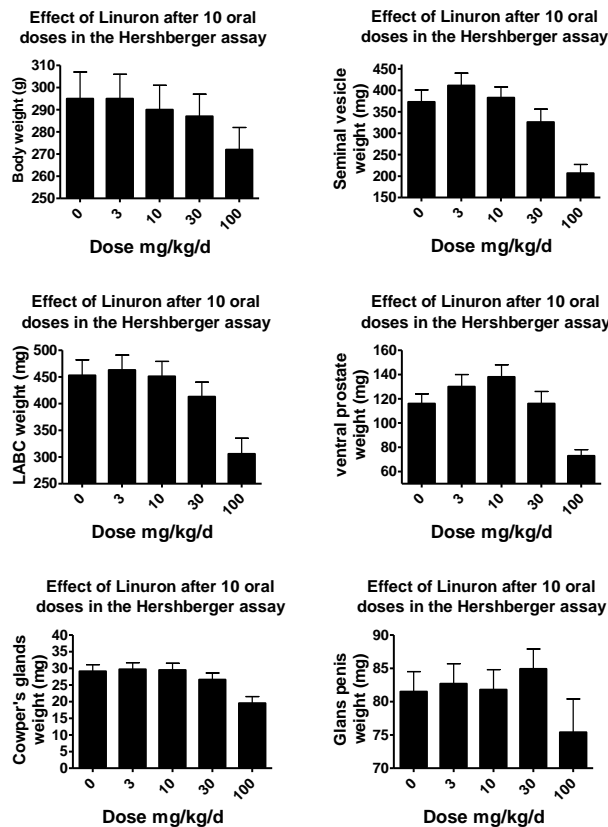 Effect of Linuron after 10 oral
doses in the Hershberger assay
Body weight (g)
310
300
290
280
270
260
250
0
3
10
30
100
Dose mg/kg/d
Effect of Linuron after 10 oral
doses in the Hershberger assay
Seminal vesicle
weight (mg)
450
400
350
300
250
200
150
0
3
10
30
100
Dose mg/kg/d
Effect of Linuron after 10 oral
doses in the Hershberger assay
LABC weight (mg)
500
450
400
350
300
250
0
3
10
30
100
Dose mg/kg/d
Effect of Linuron after 10 oral
doses in the Hershberger assay
ventral prostate
weight (mg)
160
140
120
100
80
60
0
3
10
30
100
Dose mg/kg/d
Effect of Linuron after 10 oral
doses in the Hershberger assay
Cowper's glands
weight (mg)
40
35
30
25
20
15
10
5
0
0
3
10
30
100
Dose mg/kg/d
Effect of Linuron after 10 oral
doses in the Hershberger assay
Glans penis
weight (mg)
90
85
80
75
70
0
3
10
30
100
Dose mg/kg/d